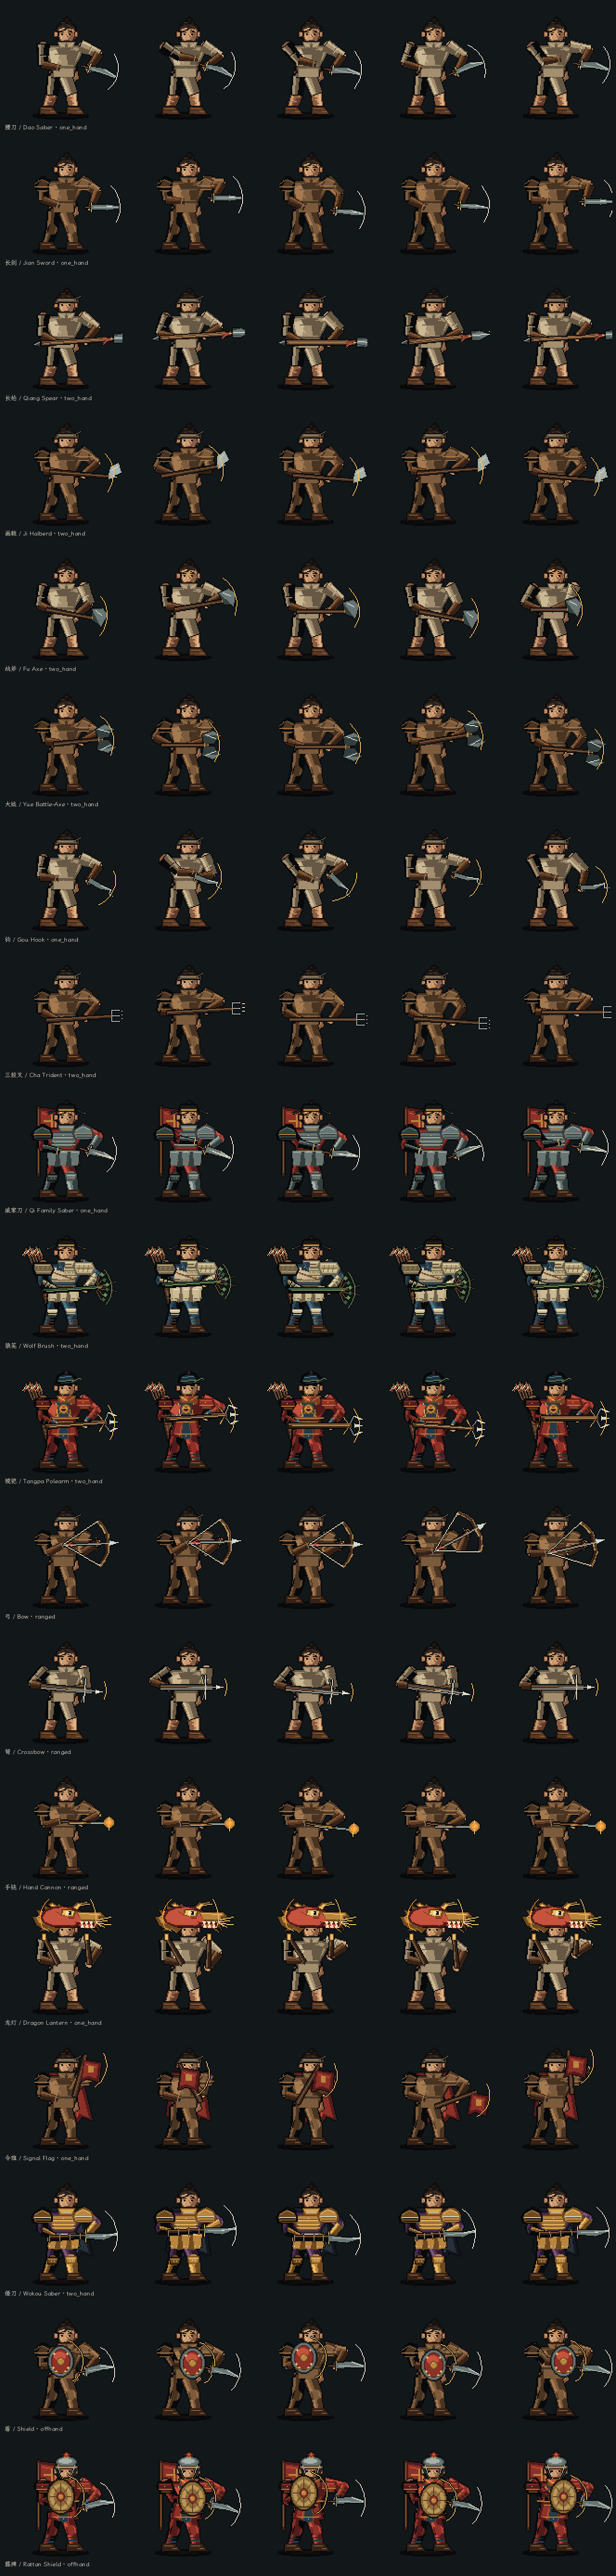 腰刀 / Dao Saber · one_hand
长剑 / Jian Sword · one_hand
长枪 / Qiang Spear · two_hand
画戟 / Ji Halberd · two_hand
战斧 / Fu Axe · two_hand
大钺 / Yue Battle-Axe · two_hand
钩 / Gou Hook · one_hand
三股叉 / Cha Trident · two_hand
戚家刀 / Qi Family Saber · one_hand
狼筅 / Wolf Brush · two_hand
镋钯 / Tangpa Polearm · two_hand
弓 / Bow · ranged
弩 / Crossbow · ranged
手铳 / Hand Cannon · ranged
龙灯 / Dragon Lantern · one_hand
令旗 / Signal Flag · one_hand
倭刀 / Wokou Saber · two_hand
盾 / Shield · offhand
藤牌 / Rattan Shield · offhand